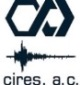 cires, a.c.